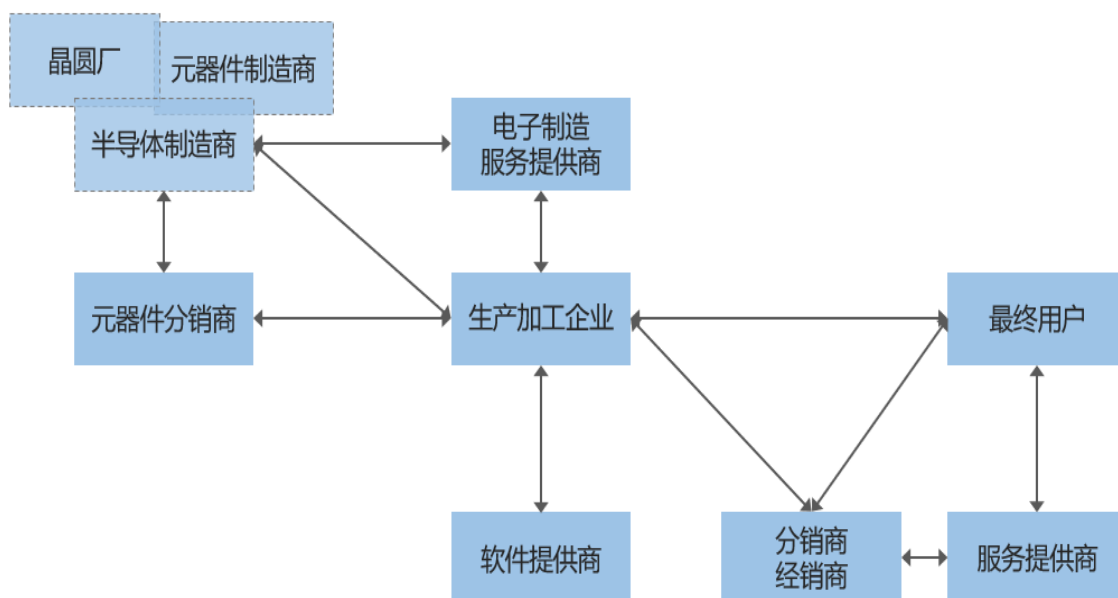 晶圆厂
元器件制造商
半导体制造商
电子制造
服务提供商
元器件分销商
生产加工企业
最终用户
软件提供商
分销商
经销商
服务提供商